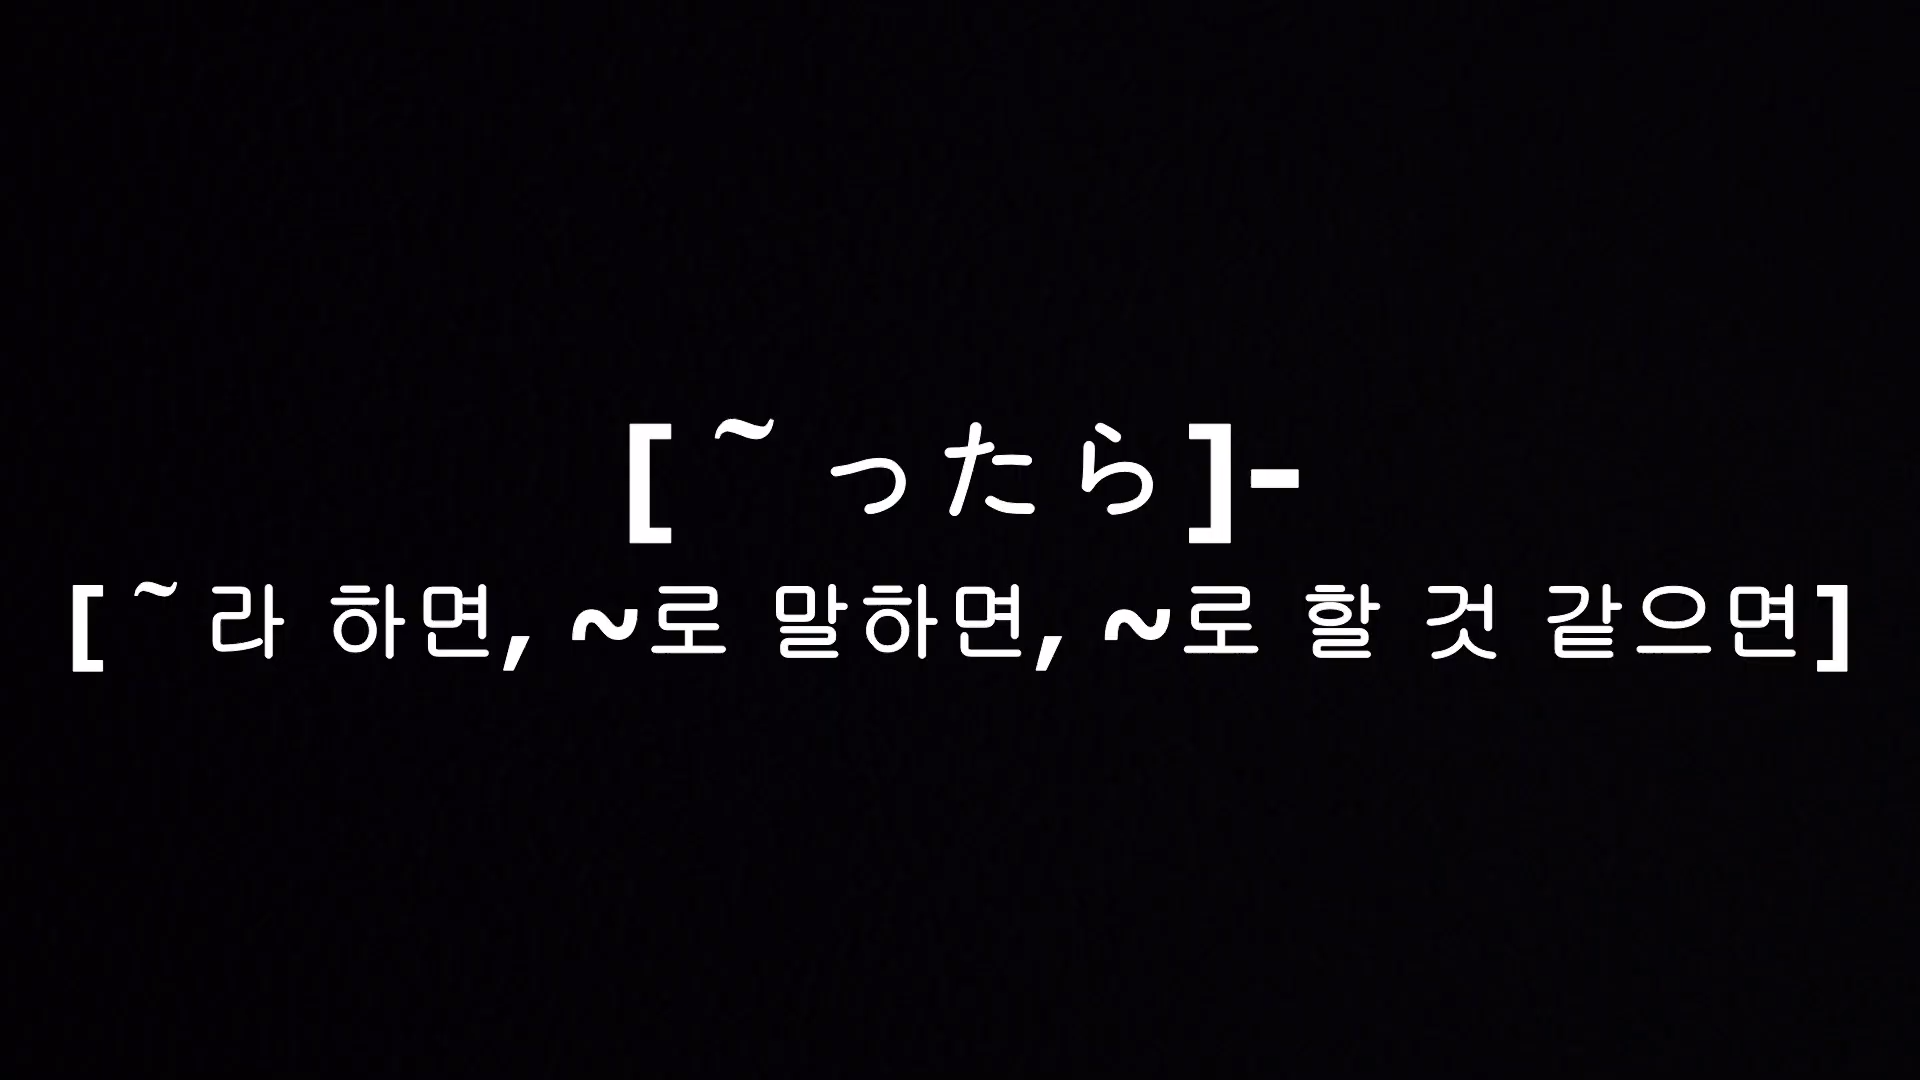 [ ~ ったら ]-
[ ~ 라 하면, ~로 말하면, ~로 할 것 같으면]